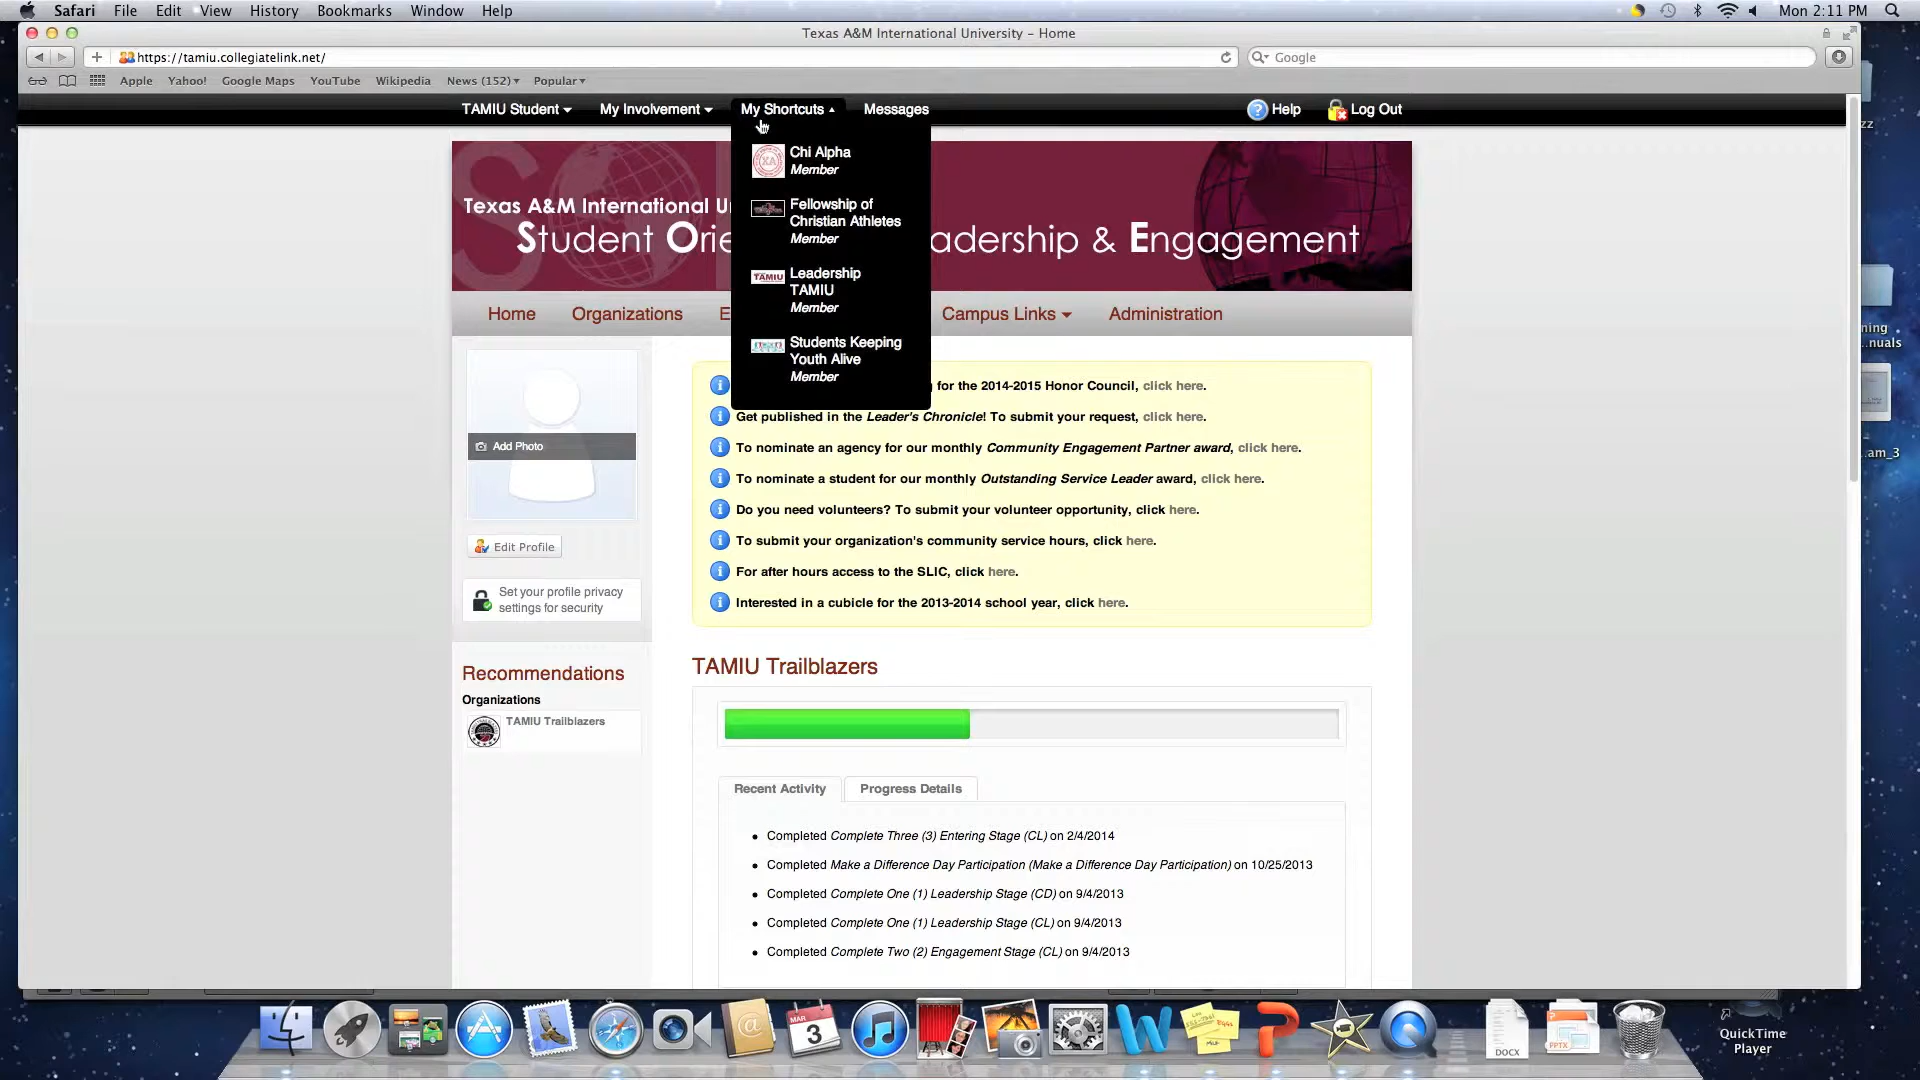 Safari File Edit View History Bookmarks Window Help Mon 2:11 PM
Texas A&M International University – Home
https://tamiu.collegiatelink.net/ Google
Apple Yahoo! Google Maps YouTube Wikipedia News (152) Popular
TAMIU Student My Involvement My Shortcuts Messages Help Log Out
Chi Alpha
Member
Fellowship of
Christian Athletes
Member
Leadership
TAMIU
Member
Students Keeping
Youth Alive
Member
Texas A&M International
Student adership & Engagement
Home Organizations Campus Links Administration
Add Photo
Edit Profile
Set your profile privacy
settings for security
Recommendations
Organizations
TAMIU Trailblazers
for the 2014-2015 Honor Council, click here.
Get published in the Leader's Chronicle! To submit your request, click here.
To nominate an agency for our monthly Community Engagement Partner award, click here.
To nominate a student for our monthly Outstanding Service Leader award, click here.
Do you need volunteers? To submit your volunteer opportunity, click here.
To submit your organization's community service hours, click here.
For after hours access to the SLIC, click here.
Interested in a cubicle for the 2013-2014 school year, click here.
TAMIU Trailblazers
Recent Activity Progress Details
Completed Complete Three (3) Entering Stage (CL) on 2/4/2014
Completed Make a Difference Day Participation (Make a Difference Day Participation) on 10/25/2013
Completed Complete One (1) Leadership Stage (CD) on 9/4/2013
Completed Complete One (1) Leadership Stage (CL) on 9/4/2013
Completed Complete Two (2) Engagement Stage (CL) on 9/4/2013
zz
ning
...nuals
...am_3
MAR
3
DOCX
PPTX
QuickTime
Player